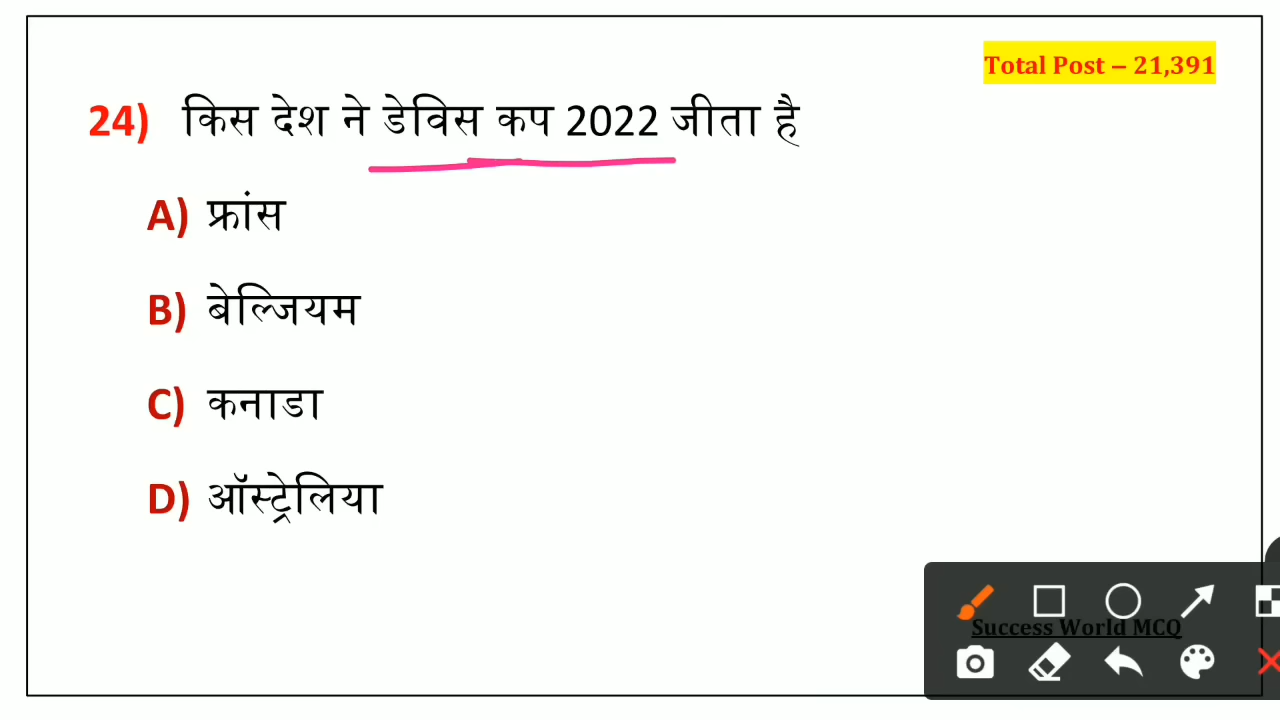 Total Post – 21,391
24) किस देश ने डेविस कप 2022 जीता है
A) फ्रांस
B) बेल्जियम
C) कनाडा
D) ऑस्ट्रेलिया
Success World MCQ